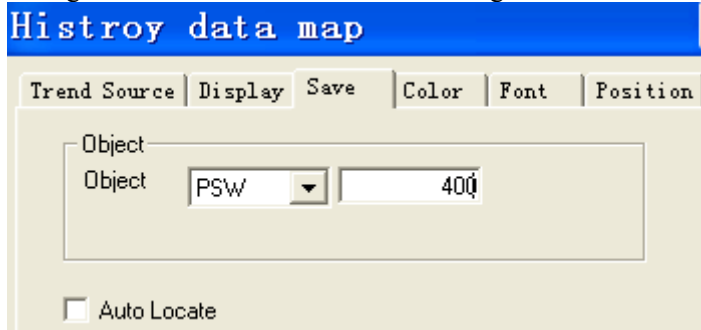 Histroy data map
Trend Source Display Save Color Font Position
Object
Object PSW 400
Auto Locate